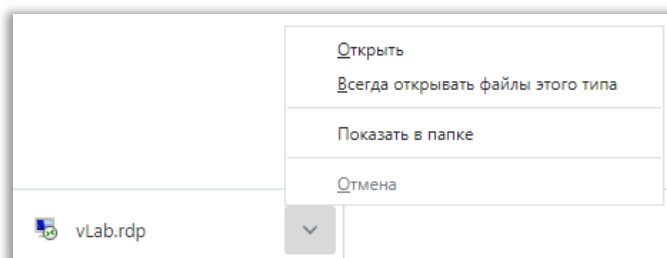 Открыть
Всегда открывать файлы этого типа
Показать в папке
Отмена
vLab.rdp